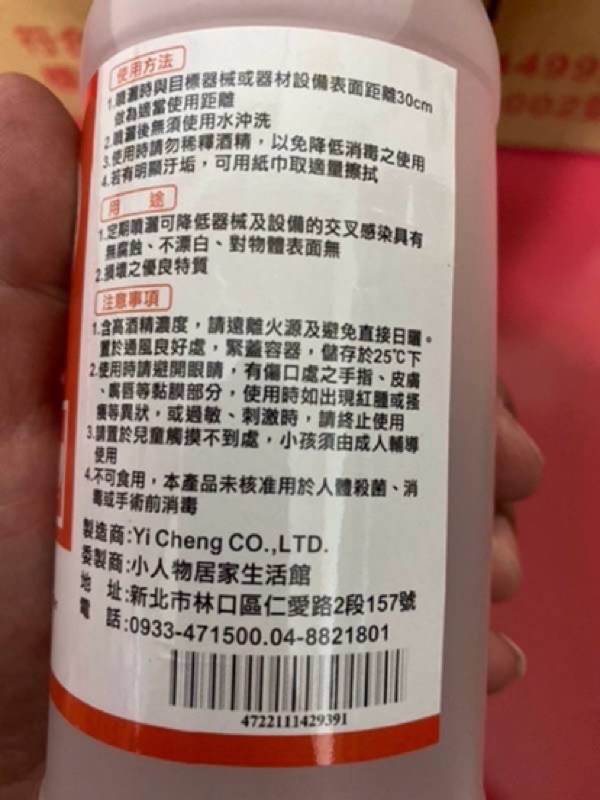 使用方法
1.噴灑時與目標器械或器材設備表面距離30cm
做為適當使用距離
2.噴灑後無須使用水沖洗
3.使用時請勿稀釋酒精，以免降低消毒之使用
4.若有明顯汙垢，可用紙巾取適量擦拭
用 途
1.定期噴灑可降低器械及設備的交叉感染具有
無腐蝕、不漂白、對物體表面無
2.損壞之優良特質
注意事項
1.含高酒精濃度，請遠離火源及避免直接日曬。
置於通風良好處，緊蓋容器，儲存於25℃下
2.使用時請避開眼睛，有傷口處之手指、皮膚
、嘴唇等黏膜部分，使用時如出現紅腫或搔
癢等異狀，或過敏、刺激時，請終止使用
3.請置於兒童觸摸不到處，小孩須由成人輔導
使用
4.不可食用，本產品未核准用於人體殺菌、消
毒或手術前消毒
製造商:Yi Cheng CO.,LTD.
委製商:小人物居家生活館
地 址:新北市林口區仁愛路2段157號
電 話:0933-471500.04-8821801
4722111429391